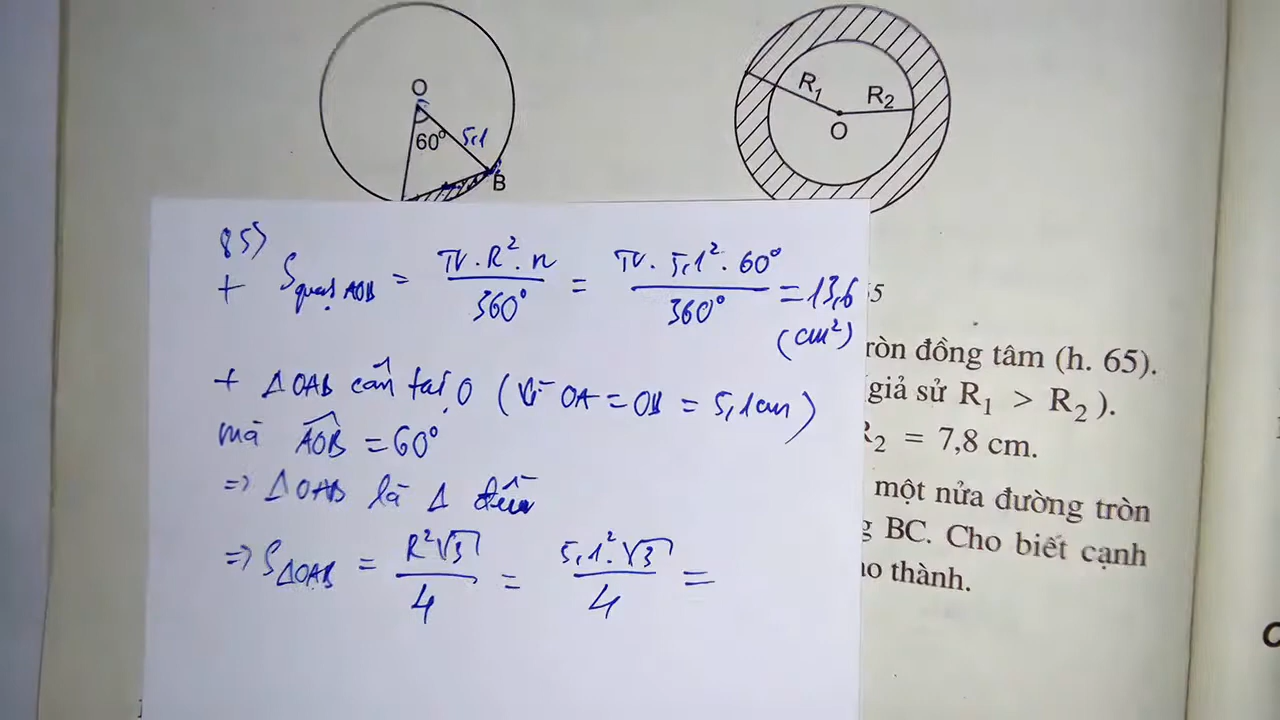 O
60°
5,1
B
R₁
R₂
O
85)
+ S quạt AOB = π.R².n / 360° = π.5,1².60° / 360° = 13,6 (cm²)
+ ΔOAB cân tại O (Vì OA = OB = 5,1cm)
mà AOB = 60°
=> ΔOAB là Δ đều
=> SΔOAB = R²√3 / 4 = 5,1².√3 / 4 =
5
ròn đồng tâm (h. 65).
giả sử R₁ > R₂ ).
R₂ = 7,8 cm.
một nửa đường tròn
g BC. Cho biết cạnh
ạo thành.